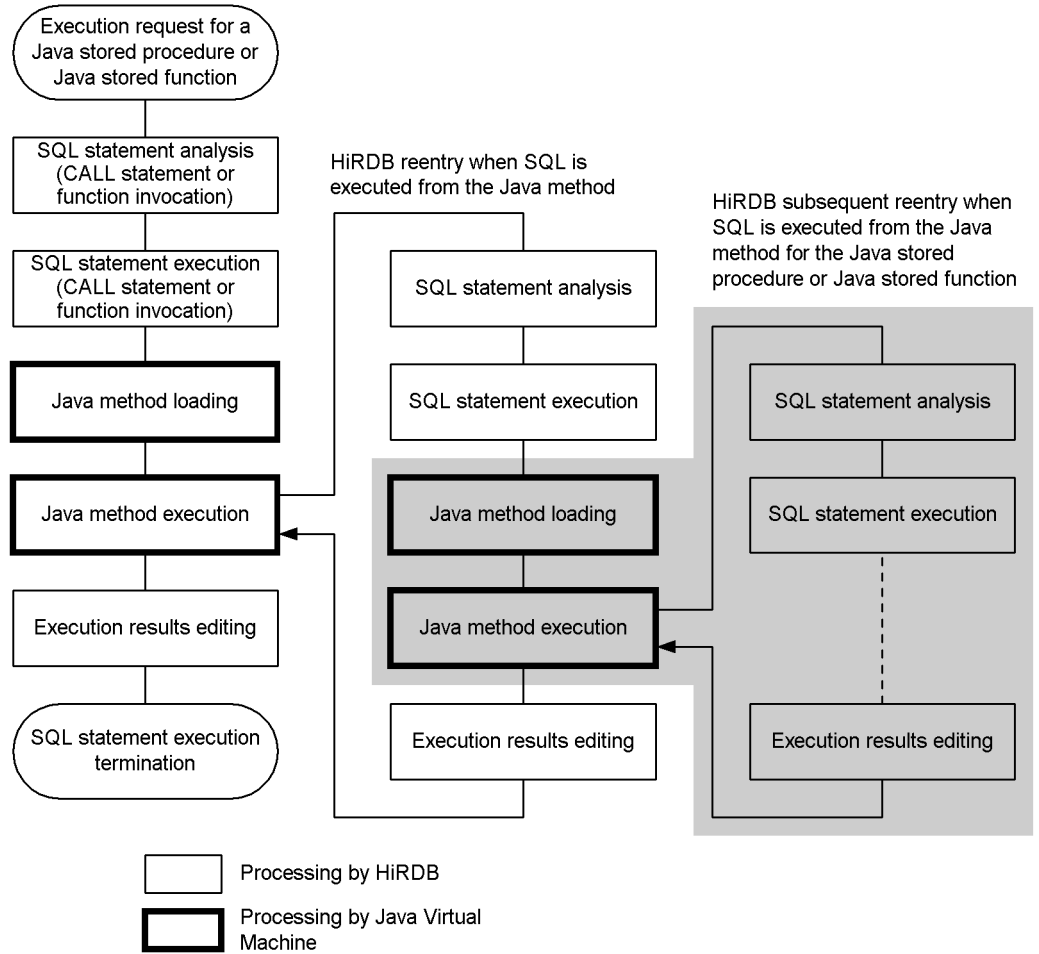 Execution request for a
Java stored procedure or
Java stored function
SQL statement analysis
(CALL statement or
function invocation)
SQL statement execution
(CALL statement or
function invocation)
Java method loading
Java method execution
Execution results editing
SQL statement execution
termination
HiRDB reentry when SQL is
executed from the Java method
SQL statement analysis
SQL statement execution
Java method loading
Java method execution
Execution results editing
HiRDB subsequent reentry when
SQL is executed from the Java
method for the Java stored
procedure or Java stored function
SQL statement analysis
SQL statement execution
Execution results editing
Processing by HiRDB
Processing by Java Virtual
Machine